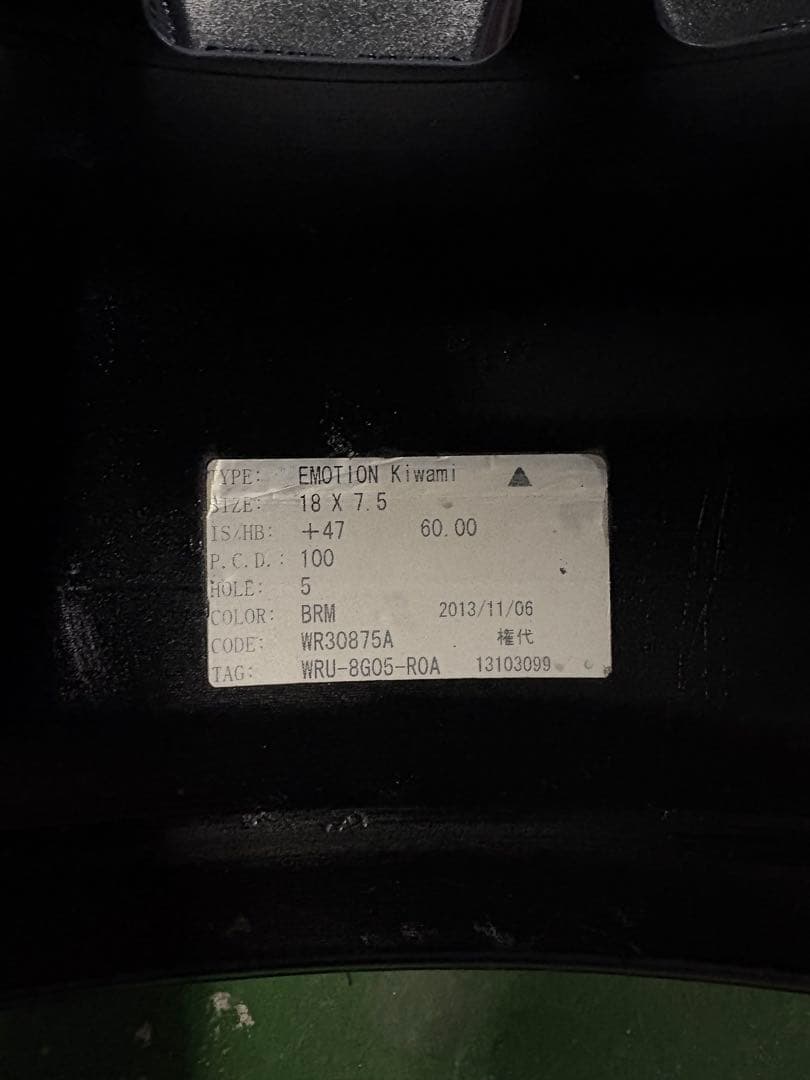 TYPE: EMOTION Kiwami ▲
SIZE: 18 X 7.5
IS/HB: +47 60.00
P.C.D.: 100
HOLE: 5
COLOR: BRM 2013/11/06
CODE: WR30875A 権代
TAG: WRU-8G05-R0A 13103099